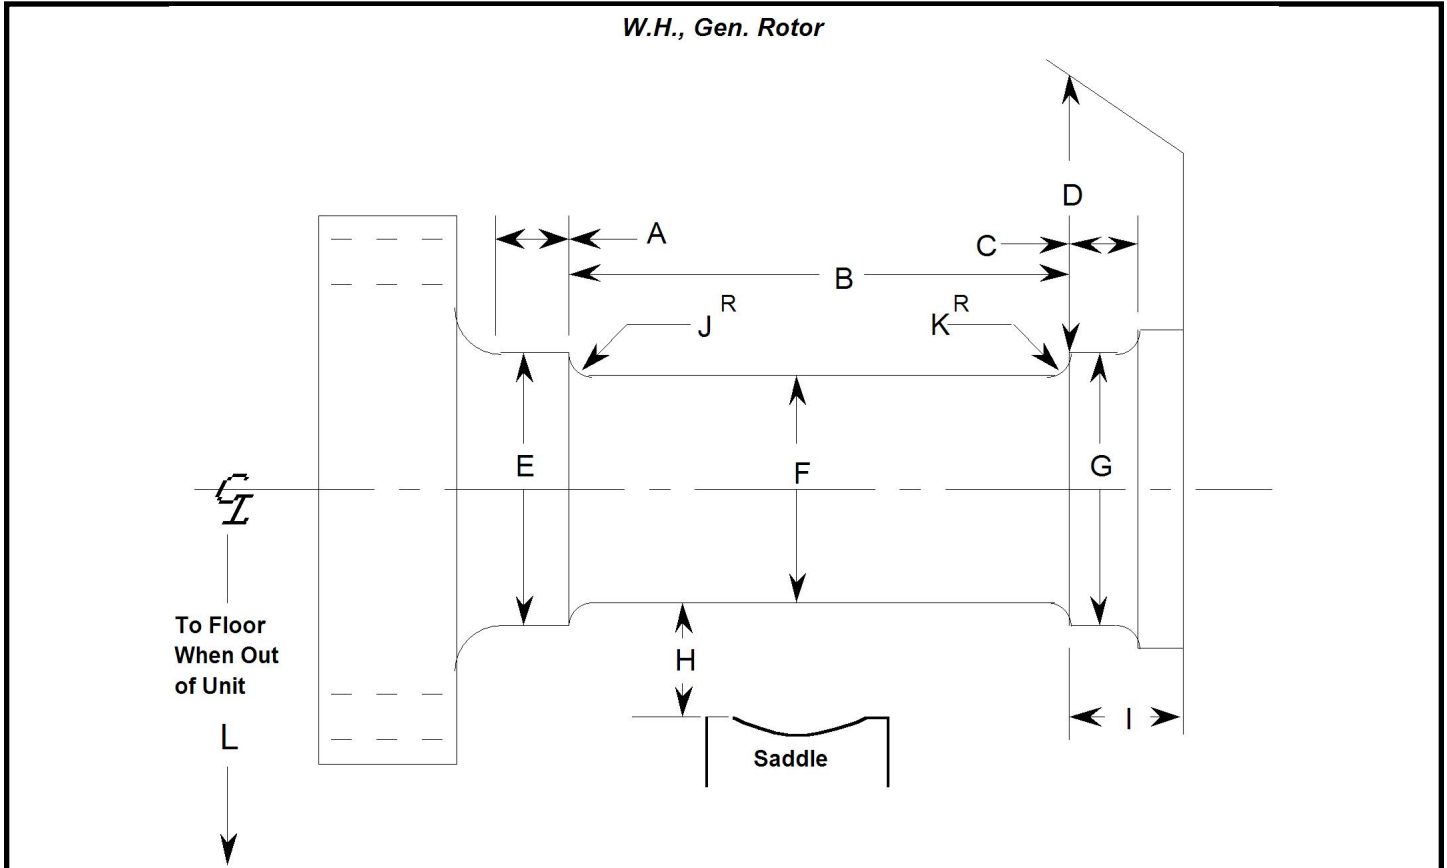 W.H., Gen. Rotor
D
A
C
B
J R
K R
E
F
G
℄
To Floor
When Out
of Unit
H
L
I
Saddle